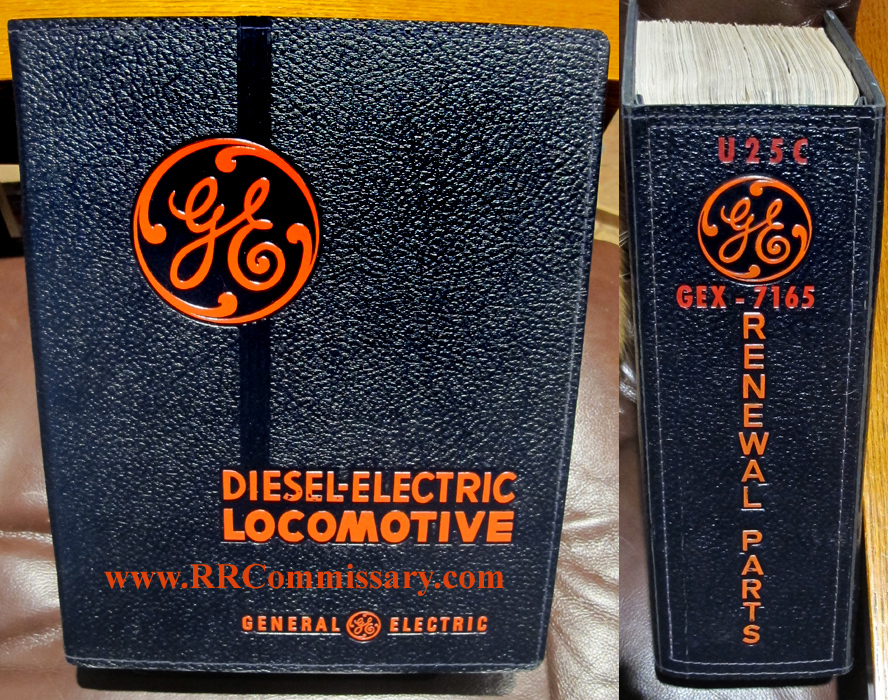 GE
DIESEL-ELECTRIC
LOCOMOTIVE
www.RRCommissary.com
GENERAL GE ELECTRIC
U25C
GE
GEX - 7165
RENEWAL PARTS